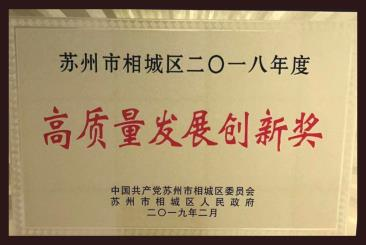 苏州市相城区二〇一八年度
高质量发展创新奖
中国共产党苏州市相城区委员会
苏州市相城区人民政府
二〇一九年二月